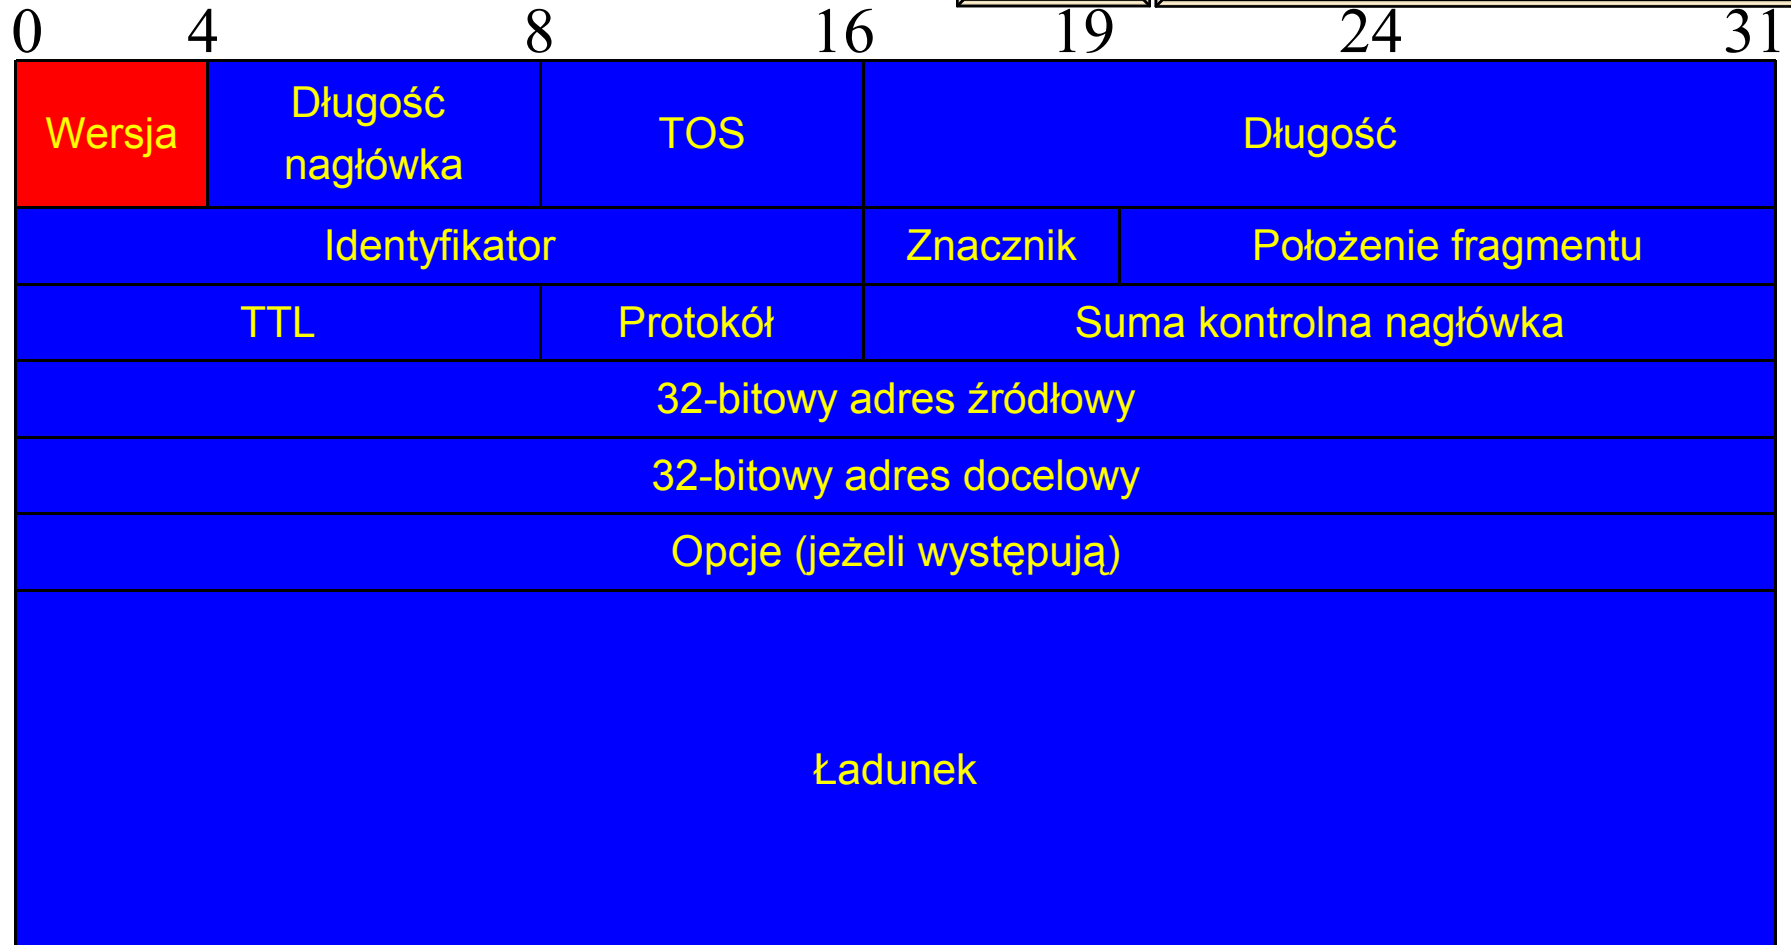 0 4 8 16 19 24 31
Wersja Długość nagłówka TOS Długość
Identyfikator Znacznik Położenie fragmentu
TTL Protokół Suma kontrolna nagłówka
32-bitowy adres źródłowy
32-bitowy adres docelowy
Opcje (jeżeli występują)
Ładunek